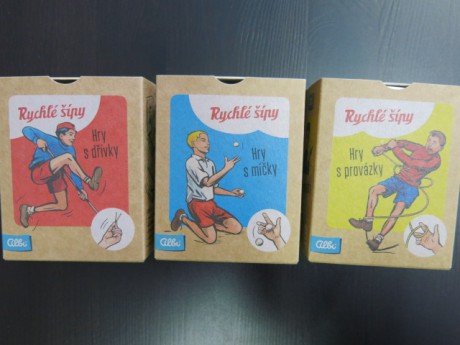 Rychlé šípy
Hry
s dřívky
Albi
Rychlé šípy
Hry
s míčky
Albi
Rychlé šípy
Hry
s provázky
Albi